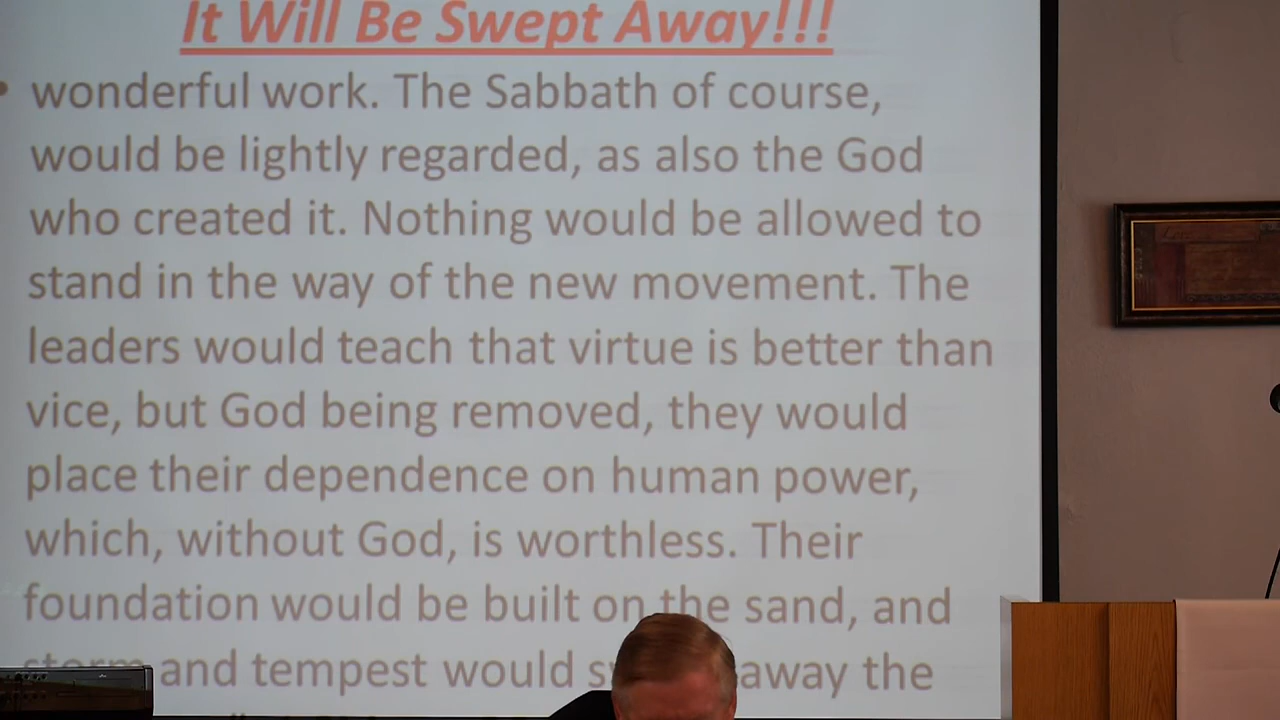 It Will Be Swept Away!!!
• wonderful work. The Sabbath of course,
would be lightly regarded, as also the God
who created it. Nothing would be allowed to
stand in the way of the new movement. The
leaders would teach that virtue is better than
vice, but God being removed, they would
place their dependence on human power,
which, without God, is worthless. Their
foundation would be built on the sand, and
storm and tempest would away the